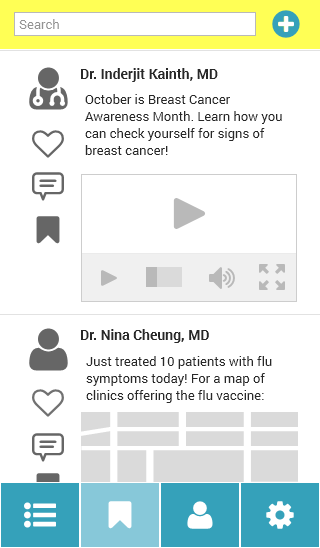 Search
Dr. Inderjit Kainth, MD
October is Breast Cancer
Awareness Month. Learn how you
can check yourself for signs of
breast cancer!
Dr. Nina Cheung, MD
Just treated 10 patients with flu
symptoms today! For a map of
clinics offering the flu vaccine: